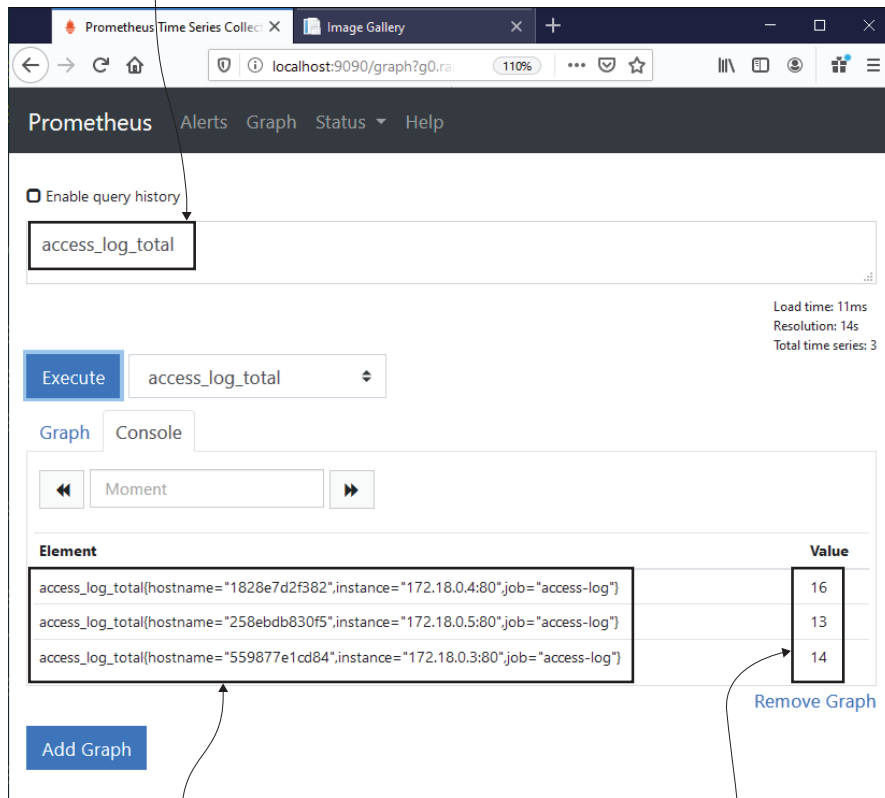 Prometheus Time Series Collect
Image Gallery
localhost:9090/graph?g0.ra
110%
Prometheus Alerts Graph Status Help
Enable query history
access_log_total
Load time: 11ms
Resolution: 14s
Total time series: 3
Execute access_log_total
Graph Console
Moment
Element Value
access_log_total{hostname="1828e7d2f382",instance="172.18.0.4:80",job="access-log"} 16
access_log_total{hostname="258ebdb830f5",instance="172.18.0.5:80",job="access-log"} 13
access_log_total{hostname="559877e1cd84",instance="172.18.0.3:80",job="access-log"} 14
Remove Graph
Add Graph